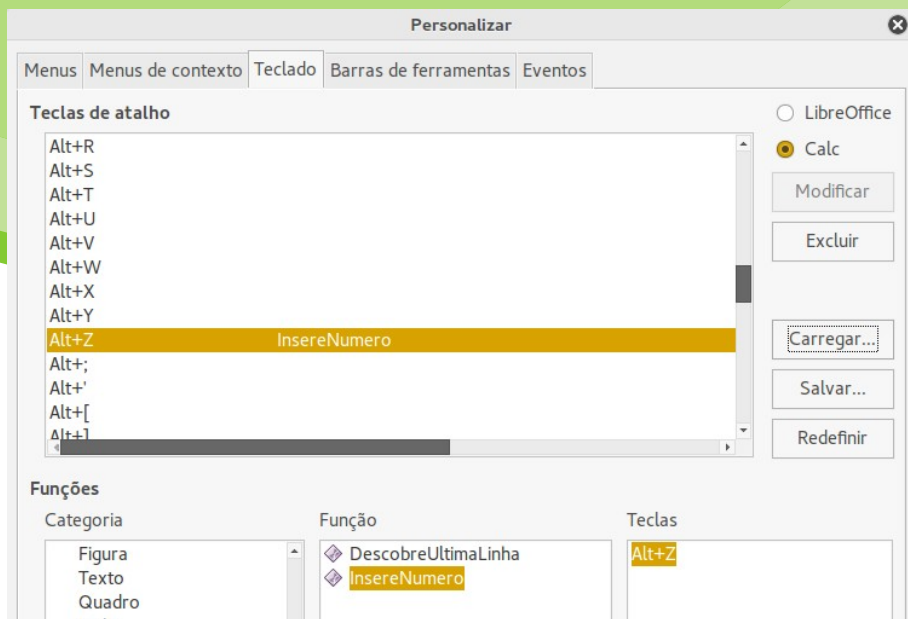 Personalizar
Menus Menus de contexto Teclado Barras de ferramentas Eventos
Teclas de atalho
LibreOffice
Calc
Modificar
Excluir
Carregar...
Salvar...
Redefinir
Alt+R
Alt+S
Alt+T
Alt+U
Alt+V
Alt+W
Alt+X
Alt+Y
Alt+Z InsereNumero
Alt+;
Alt+'
Alt+[
Alt+]
Funções
Categoria
Figura
Texto
Quadro
Função
DescobreUltimaLinha
InsereNumero
Teclas
Alt+Z